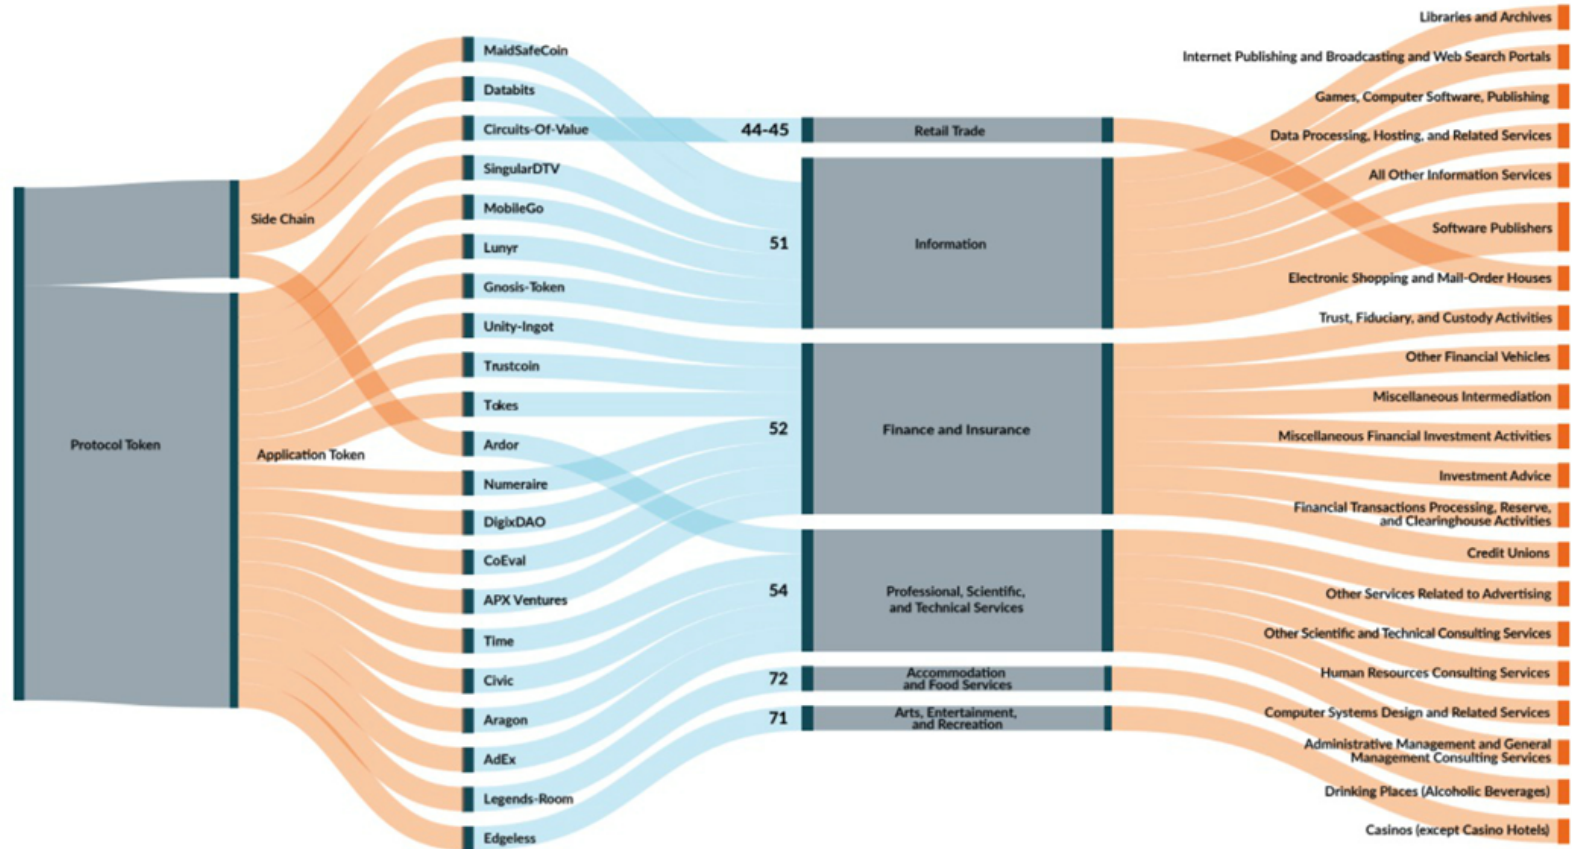 Protocol Token
Side Chain
Application Token
MaidSafeCoin
Databits
Circuits-Of-Value
SingularDTV
MobileGo
Lunyr
Gnosis-Token
Unity-Ingot
Trustcoin
Tokes
Ardor
Numeraire
DigixDAO
CoEval
APX Ventures
Time
Civic
Aragon
AdEx
Legends-Room
Edgeless
44-45
Retail Trade
51
Information
52
Finance and Insurance
54
Professional, Scientific,
and Technical Services
72
Accommodation
and Food Services
71
Arts, Entertainment,
and Recreation
Libraries and Archives
Internet Publishing and Broadcasting and Web Search Portals
Games, Computer Software, Publishing
Data Processing, Hosting, and Related Services
All Other Information Services
Software Publishers
Electronic Shopping and Mail-Order Houses
Trust, Fiduciary, and Custody Activities
Other Financial Vehicles
Miscellaneous Intermediation
Miscellaneous Financial Investment Activities
Investment Advice
Financial Transactions Processing, Reserve,
and Clearinghouse Activities
Credit Unions
Other Services Related to Advertising
Other Scientific and Technical Consulting Services
Human Resources Consulting Services
Computer Systems Design and Related Services
Administrative Management and General
Management Consulting Services
Drinking Places (Alcoholic Beverages)
Casinos (except Casino Hotels)